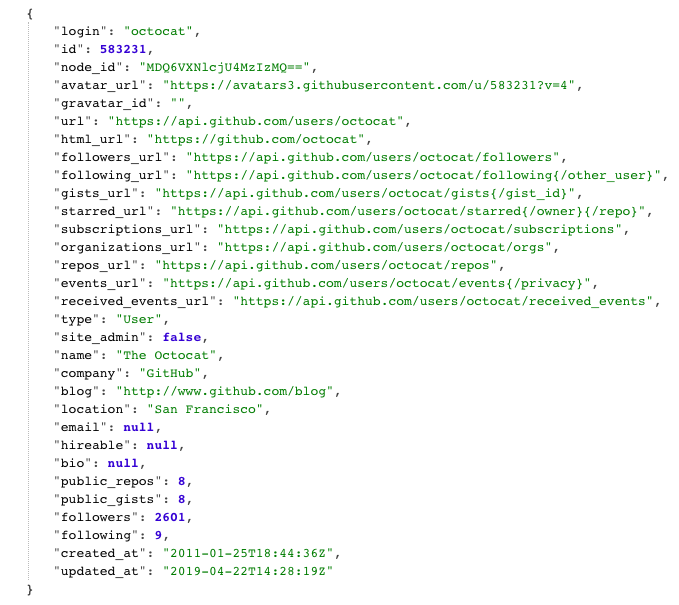 {
"login": "octocat",
"id": 583231,
"node_id": "MDQ6VXNlcjU4MzIzMQ==",
"avatar_url": "https://avatars3.githubusercontent.com/u/583231?v=4",
"gravatar_id": "",
"url": "https://api.github.com/users/octocat",
"html_url": "https://github.com/octocat",
"followers_url": "https://api.github.com/users/octocat/followers",
"following_url": "https://api.github.com/users/octocat/following{/other_user}",
"gists_url": "https://api.github.com/users/octocat/gists{/gist_id}",
"starred_url": "https://api.github.com/users/octocat/starred{/owner}{/repo}",
"subscriptions_url": "https://api.github.com/users/octocat/subscriptions",
"organizations_url": "https://api.github.com/users/octocat/orgs",
"repos_url": "https://api.github.com/users/octocat/repos",
"events_url": "https://api.github.com/users/octocat/events{/privacy}",
"received_events_url": "https://api.github.com/users/octocat/received_events",
"type": "User",
"site_admin": false,
"name": "The Octocat",
"company": "GitHub",
"blog": "http://www.github.com/blog",
"location": "San Francisco",
"email": null,
"hireable": null,
"bio": null,
"public_repos": 8,
"public_gists": 8,
"followers": 2601,
"following": 9,
"created_at": "2011-01-25T18:44:36Z",
"updated_at": "2019-04-22T14:28:19Z"
}